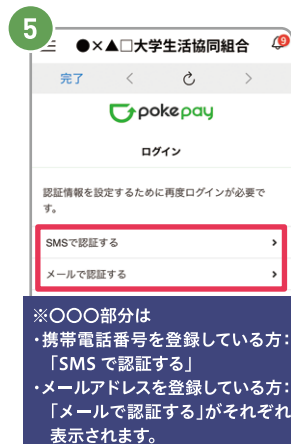 5
●×▲□大学生活協同組合
9
完了
pokepay
ログイン
認証情報を設定するために再度ログインが必要で
す。
SMSで認証する
メールで認証する
※〇〇〇部分は
・携帯電話番号を登録している方：
「SMS で認証する」
・メールアドレスを登録している方：
「メールで認証する」がそれぞれ
表示されます。